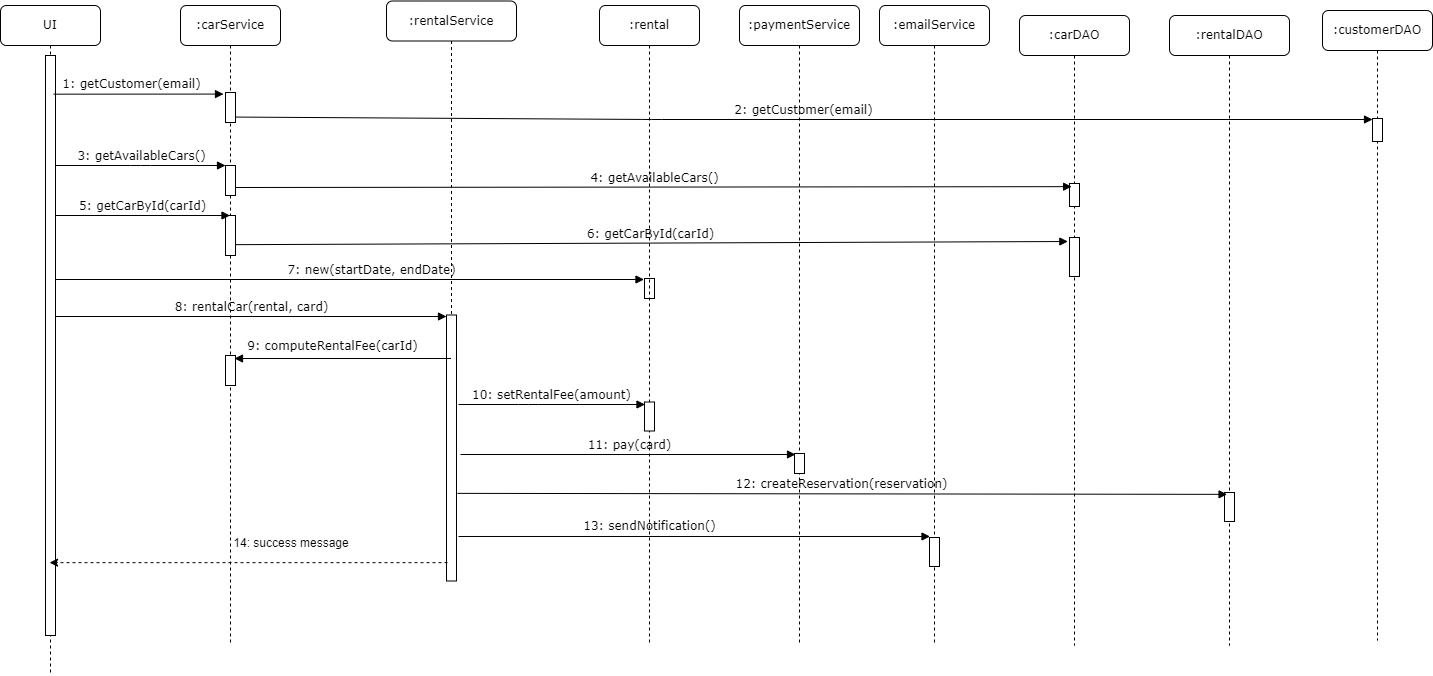 UI
:carService
:rentalService
:rental
:paymentService
:emailService
:carDAO
:rentalDAO
:customerDAO
1: getCustomer(email)
2: getCustomer(email)
3: getAvailableCars()
4: getAvailableCars()
5: getCarById(carId)
6: getCarById(carId)
7: new(startDate, endDate)
8: rentalCar(rental, card)
9: computeRentalFee(carId)
10: setRentalFee(amount)
11: pay(card)
12: createReservation(reservation)
13: sendNotification()
14: success message